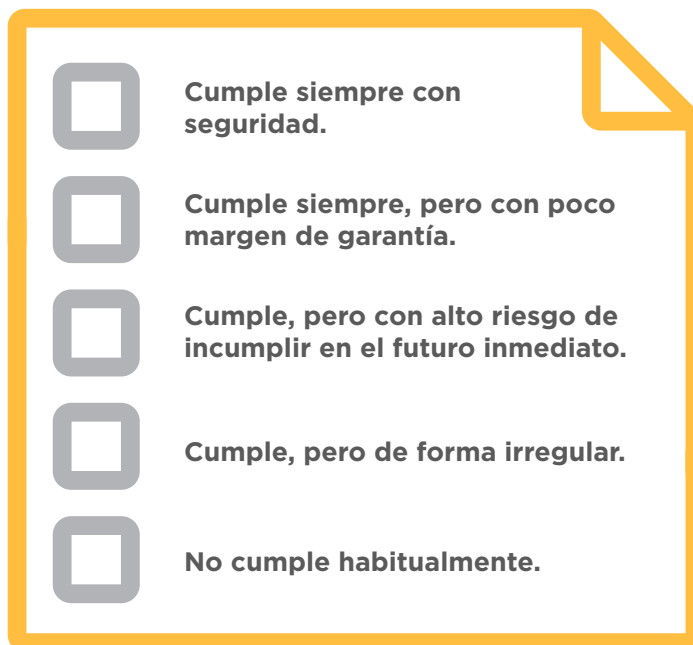 Cumple siempre con
seguridad.
Cumple siempre, pero con poco
margen de garantía.
Cumple, pero con alto riesgo de
incumplir en el futuro inmediato.
Cumple, pero de forma irregular.
No cumple habitualmente.